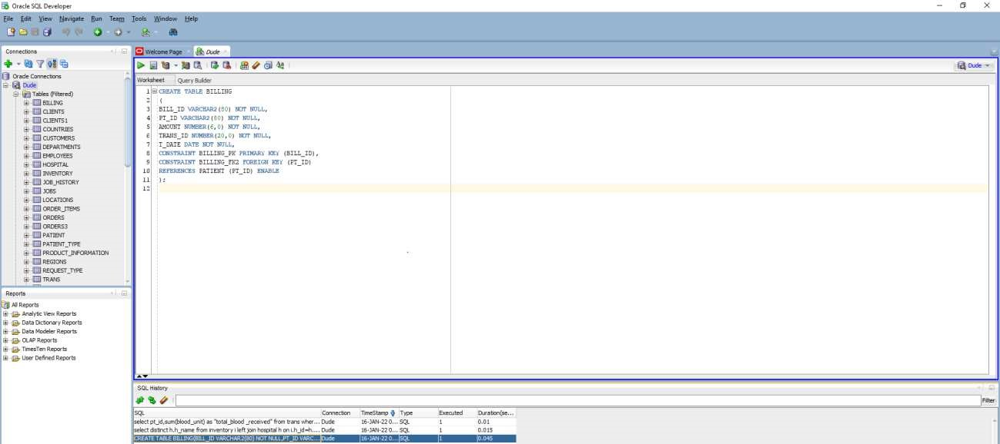 Oracle SQL Developer
File Edit View Navigate Run Team Tools Window Help
Connections
Oracle Connections
Dude
Tables (Filtered)
BILLING
CLIENTS
CLIENTS1
COUNTRIES
CUSTOMERS
DEPARTMENTS
EMPLOYEES
HOSPITAL
INVENTORY
JOB_HISTORY
JOBS
LOCATIONS
ORDER_ITEMS
ORDERS
ORDERS3
PATIENT
PATIENT_TYPE
PRODUCT_INFORMATION
REGIONS
REQUEST_TYPE
TRANS
Reports
All Reports
Analytic View Reports
Data Dictionary Reports
Data Modeler Reports
OLAP Reports
TimesTen Reports
User Defined Reports
Welcome Page Dude
Dude
Worksheet Query Builder
1 CREATE TABLE BILLING
2 (
3 BILL_ID VARCHAR2(80) NOT NULL,
4 PT_ID VARCHAR2(80) NOT NULL,
5 AMOUNT NUMBER(6,0) NOT NULL,
6 TRANS_ID NUMBER(20,0) NOT NULL,
7 T_DATE DATE NOT NULL,
8 CONSTRAINT BILLING_PK PRIMARY KEY (BILL_ID),
9 CONSTRAINT BILLING_FK2 FOREIGN KEY (PT_ID)
10 REFERENCES PATIENT (PT_ID) ENABLE
11 );
12
SQL History
Filter
SQL Connection TimeStamp Type Executed Duration(se...
select pt_id,sum(blood_unit) as "total_blood _received" from trans wher... Dude 16-JAN-22 0... SQL 1 0.01
select distinct h.h_name from inventory i left join hospital h on i.h_id=h.... Dude 16-JAN-22 0... SQL 1 0.015
CREATE TABLE BILLING(BILL_ID VARCHAR2(80) NOT NULL,PT_ID VARC... Dude 16-JAN-22 0... SQL 1 0.045